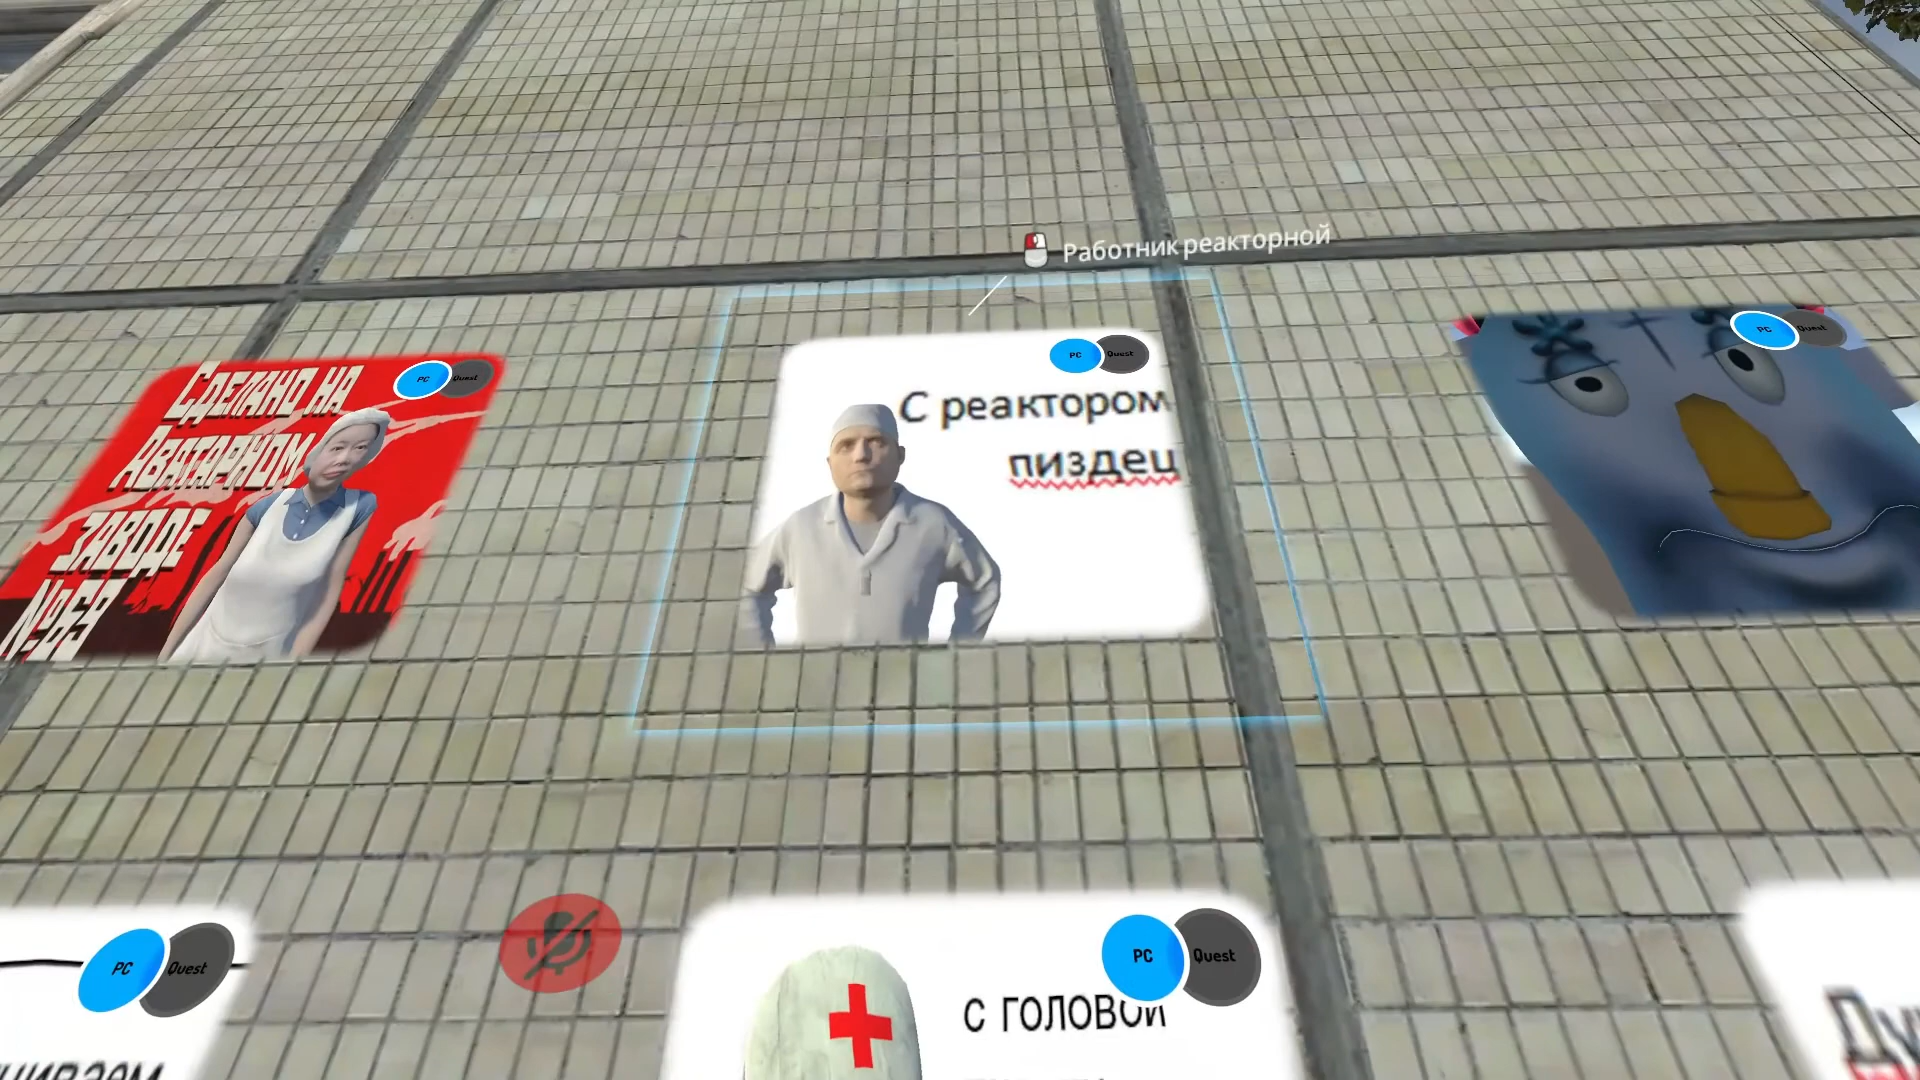 Работник реакторной
СДЕЛАНО НА
АВАТАРНОМ
ЗАВОДЕ
№69
PC Quest
С реактором
пиздец
PC Quest
PC Quest
PC Quest
PC Quest
с головой